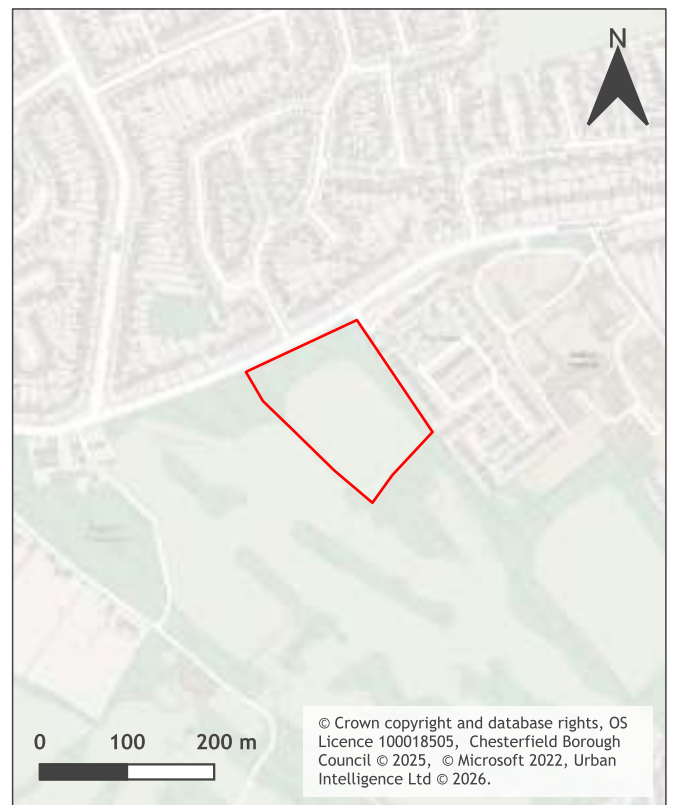 N
0 100 200 m
© Crown copyright and database rights, OS
Licence 100018505, Chesterfield Borough
Council © 2025, © Microsoft 2022, Urban
Intelligence Ltd © 2026.